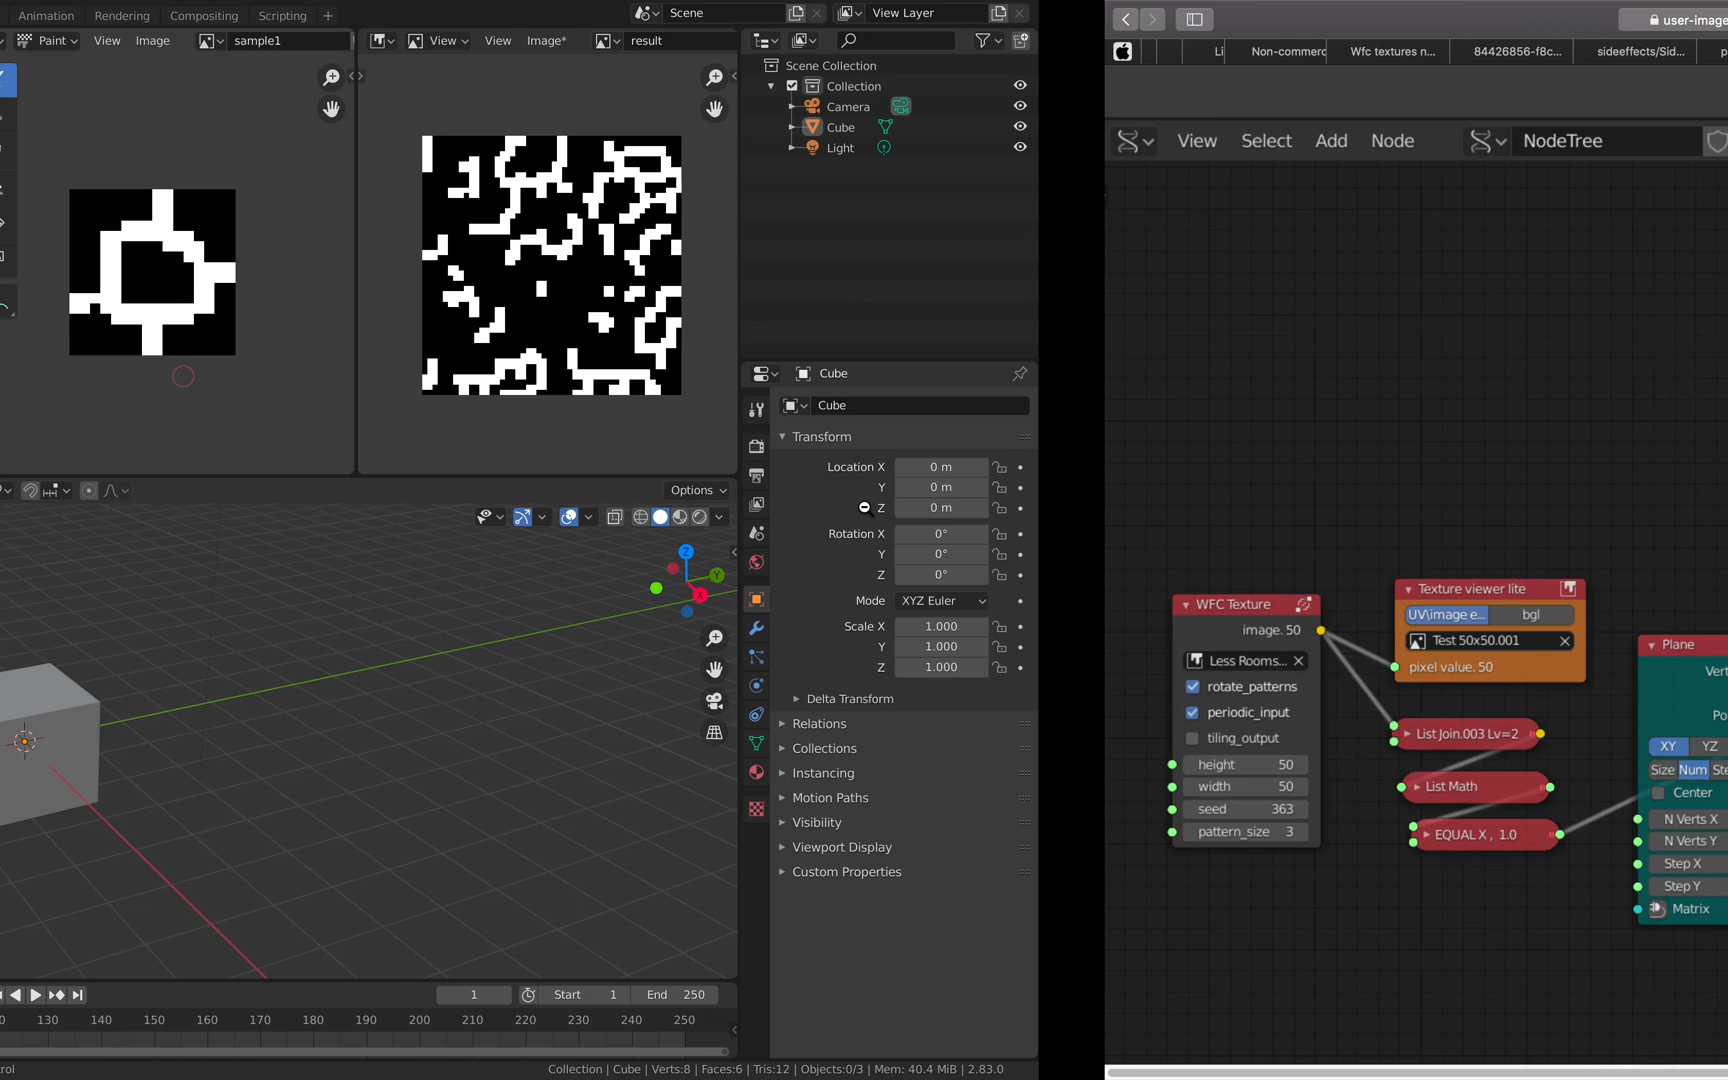 Animation Rendering Compositing Scripting +
Scene
View Layer
Paint View Image sample1
View View Image* result
Scene Collection
Collection
Camera
Cube
Light
Cube
Cube
Transform
Location X 0 m
Y 0 m
Z 0 m
Rotation X 0°
Y 0°
Z 0°
Mode XYZ Euler
Scale X 1.000
Y 1.000
Z 1.000
Delta Transform
Relations
Collections
Instancing
Motion Paths
Visibility
Viewport Display
Custom Properties
Options
Z
Y
X
1 Start 1 End 250
0 130 140 150 160 170 180 190 200 210 220 230 240 250
rol
Collection | Cube | Verts:8 | Faces:6 | Tris:12 | Objects:0/3 | Mem: 40.4 MiB | 2.83.0
user-image
Li Non-commerc Wfc textures n... 84426856-f8c... sideeffects/Sid... p
View Select Add Node NodeTree
WFC Texture
image. 50
Less Rooms...
rotate_patterns
periodic_input
tiling_output
height 50
width 50
seed 363
pattern_size 3
Texture viewer lite
UV\image e... bgl
Test 50x50.001
pixel value. 50
List Join.003 Lv=2
List Math
EQUAL X , 1.0
Plane
Vert
Po
XY YZ
Size Num Ste
Center
N Verts X
N Verts Y
Step X
Step Y
Matrix